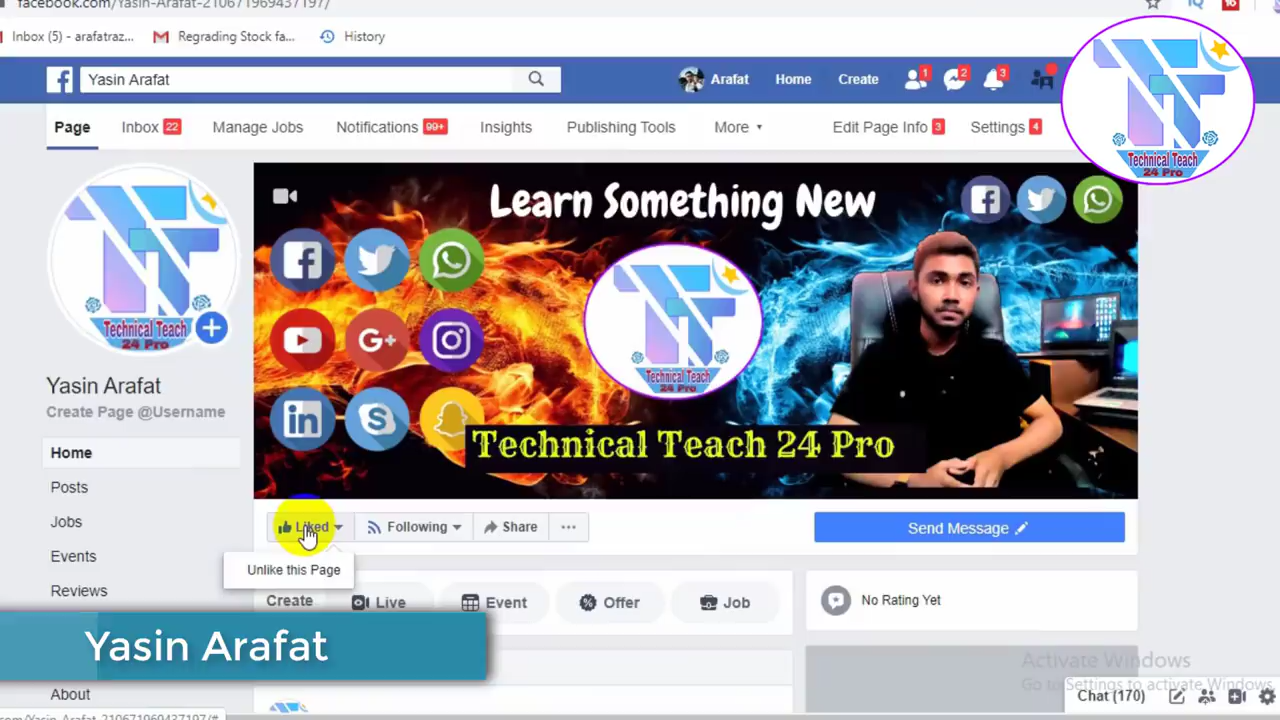 facebook.com/Yasin-Arafat-210671969437197/
Inbox (5) - arafatraz... Regrading Stock fa... History
Yasin Arafat Arafat Home Create 1 2 3
Page Inbox 22 Manage Jobs Notifications 99+ Insights Publishing Tools More Edit Page Info 3 Settings 4
Technical Teach
24 Pro
Learn Something New
Technical Teach
24 Pro
Technical Teach
24 Pro
Technical Teach 24 Pro
Yasin Arafat
Create Page @Username
Home
Posts
Jobs
Events
Reviews
About
Liked Following Share ... Send Message
Unlike this Page
Create Live Event Offer Job
No Rating Yet
Yasin Arafat
Activate Windows
Go to Settings to activate Windows
Chat (170)